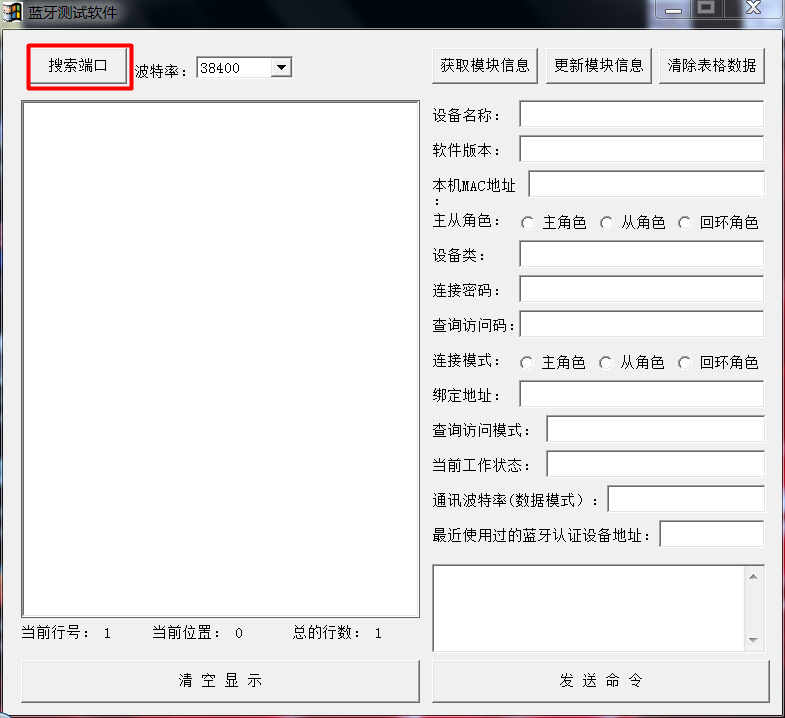 蓝牙测试软件
搜索端口 波特率： 38400
获取模块信息 更新模块信息 清除表格数据
设备名称：
软件版本：
本机MAC地址
：
主从角色： 主角色 从角色 回环角色
设备类：
连接密码：
查询访问码：
连接模式： 主角色 从角色 回环角色
绑定地址：
查询访问模式：
当前工作状态：
通讯波特率(数据模式）：
最近使用过的蓝牙认证设备地址：
当前行号： 1 当前位置： 0 总的行数： 1
清 空 显 示
发 送 命 令